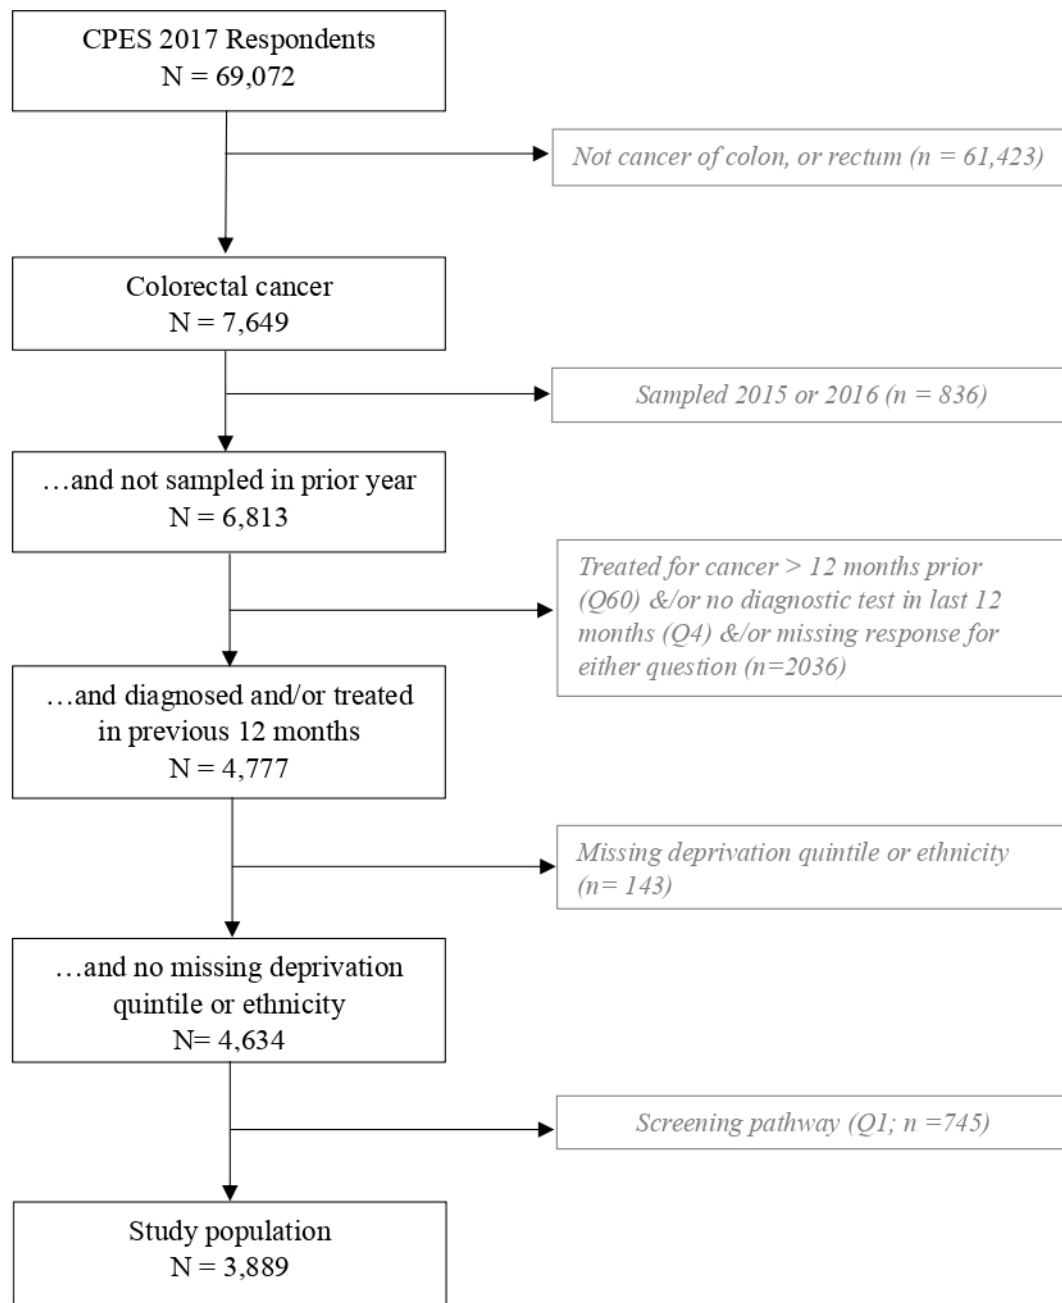 CPES 2017 Respondents
N = 69,072
Not cancer of colon, or rectum (n = 61,423)
Colorectal cancer
N = 7,649
Sampled 2015 or 2016 (n = 836)
…and not sampled in prior year
N = 6,813
Treated for cancer > 12 months prior
(Q60) &/or no diagnostic test in last 12
months (Q4) &/or missing response for
either question (n=2036)
…and diagnosed and/or treated
in previous 12 months
N = 4,777
Missing deprivation quintile or ethnicity
(n= 143)
…and no missing deprivation
quintile or ethnicity
N= 4,634
Screening pathway (Q1; n =745)
Study population
N = 3,889